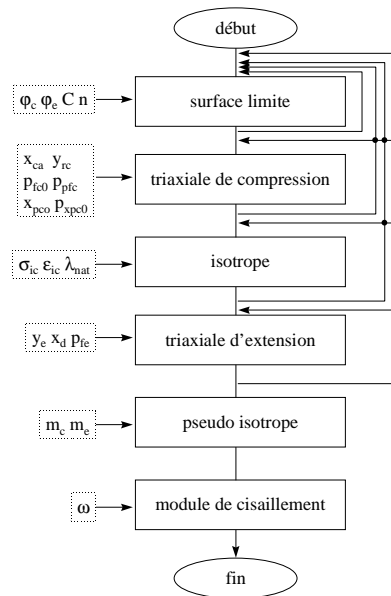 début
φc φe C n
surface limite
xca yrc
pfc0 ppfc
xpco pxpc0
triaxiale de compression
σic εic λnat
isotrope
ye xd pfe
triaxiale d'extension
mc me
pseudo isotrope
ω
module de cisaillement
fin